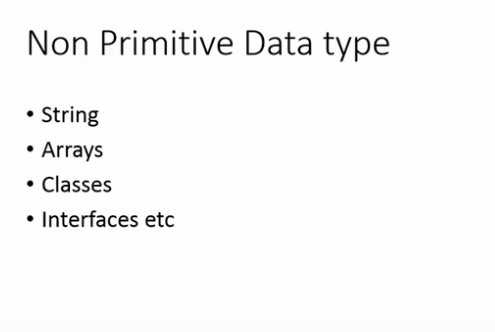 Non Primitive Data type
• String
• Arrays
• Classes
• Interfaces etc